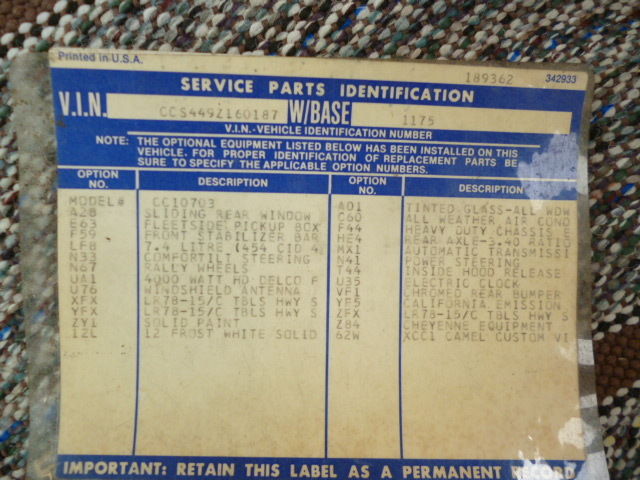 Printed in U.S.A.
189362 342933
SERVICE PARTS IDENTIFICATION
V.I.N. CCS449Z160187 W/BASE 1175
V.I.N.-VEHICLE IDENTIFICATION NUMBER
NOTE: THE OPTIONAL EQUIPMENT LISTED BELOW HAS BEEN INSTALLED ON THIS
VEHICLE. FOR PROPER IDENTIFICATION OF REPLACEMENT PARTS BE
SURE TO SPECIFY THE APPLICABLE OPTION NUMBERS.
OPTION NO. DESCRIPTION OPTION NO. DESCRIPTION
MODEL# CC10703
A28 SLIDING REAR WINDOW
E63 FLEETSIDE PICKUP BOX
F59 FRONT STABILIZER BAR
LF8 7.4 LITRE (454 CID 4
N33 COMFORTILT STEERING
N67 RALLY WHEELS
UA1 4000 WATT HD DELCO F
U76 WINDSHIELD ANTENNA
XFX LR78-15/C TBLS HWY S
YFX LR78-15/C TBLS HWY S
ZY1 SOLID PAINT
12L 12 FROST WHITE SOLID
A01 TINTED GLASS-ALL WDW
C60 ALL WEATHER AIR COND
F44 HEAVY DUTY CHASSIS E
HE4 REAR AXLE-3.40 RATIO
MX1 AUTOMATIC TRANSMISSI
N41 POWER STEERING
T44 INSIDE HOOD RELEASE
U35 ELECTRIC CLOCK
VF1 CHROMED REAR BUMPER
YF5 CALIFORNIA EMISSION
ZFX LR78-15/C TBLS HWY S
Z84 CHEYENNE EQUIPMENT
62W XCC1 CAMEL CUSTOM VI
IMPORTANT: RETAIN THIS LABEL AS A PERMANENT RECORD